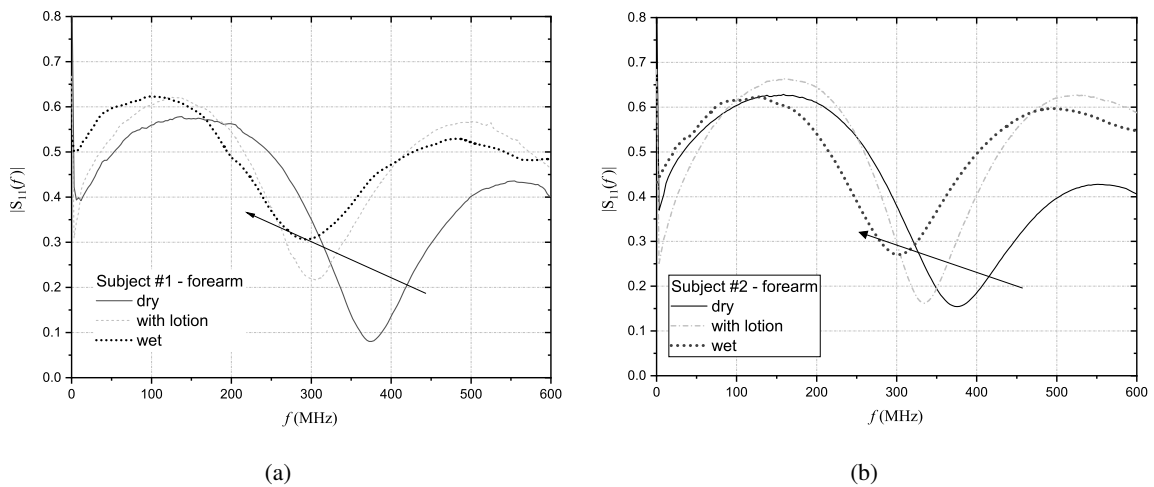 0.8
0.7
0.6
0.5
0.4
0.3
0.2
0.1
0.0
|S11(f)|
Subject #1 - forearm
dry
with lotion
wet
0 100 200 300 400 500 600
f (MHz)
(a)
0.8
0.7
0.6
0.5
0.4
0.3
0.2
0.1
0.0
|S11(f)|
Subject #2 - forearm
dry
with lotion
wet
0 100 200 300 400 500 600
f (MHz)
(b)